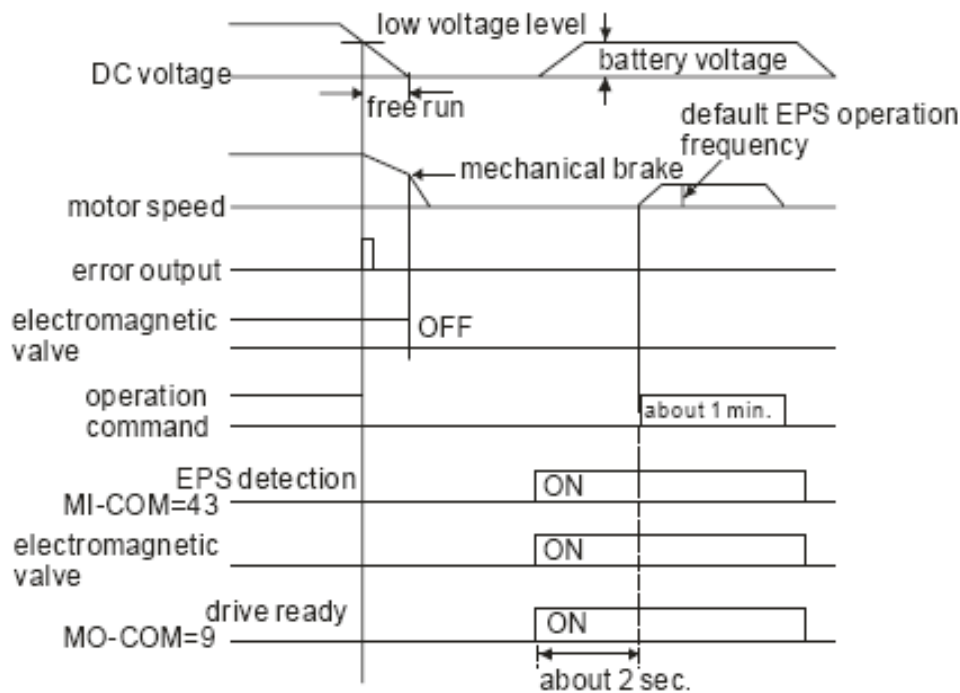 low voltage level
DC voltage
battery voltage
free run
default EPS operation
frequency
mechanical brake
motor speed
error output
electromagnetic
valve
OFF
operation
command
about 1 min.
EPS detection
MI-COM=43
ON
electromagnetic
valve
ON
drive ready
MO-COM=9
ON
about 2 sec.